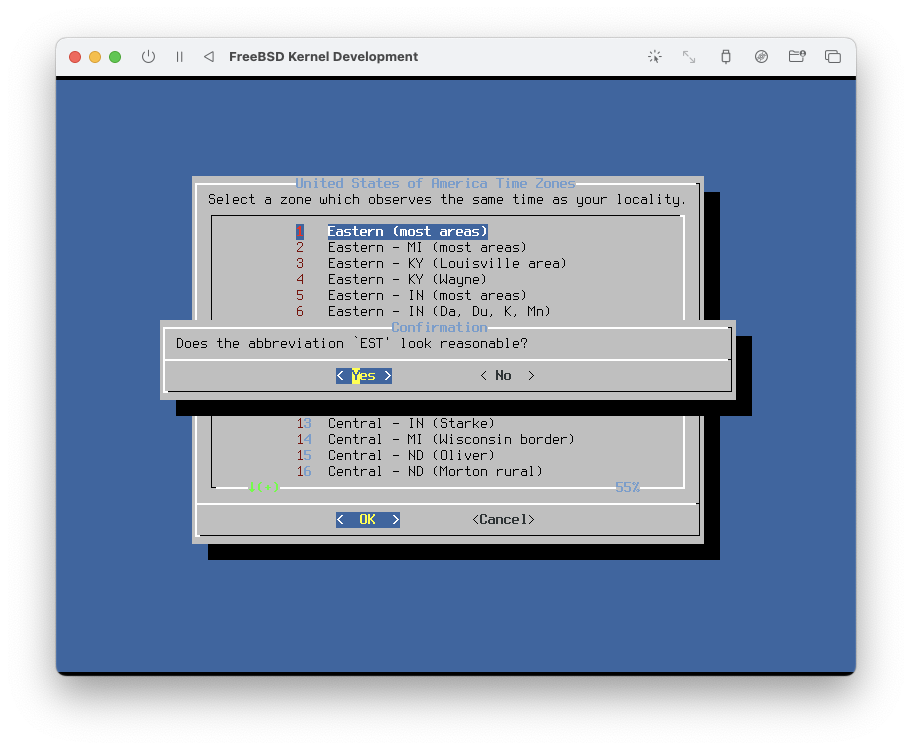 FreeBSD Kernel Development
United States of America Time Zones
Select a zone which observes the same time as your locality.
1 Eastern (most areas)
2 Eastern - MI (most areas)
3 Eastern - KY (Louisville area)
4 Eastern - KY (Wayne)
5 Eastern - IN (most areas)
6 Eastern - IN (Da, Du, K, Mn)
Confirmation
Does the abbreviation `EST' look reasonable?
< Yes > < No >
13 Central - IN (Starke)
14 Central - MI (Wisconsin border)
15 Central - ND (Oliver)
16 Central - ND (Morton rural)
55%
< OK > <Cancel>